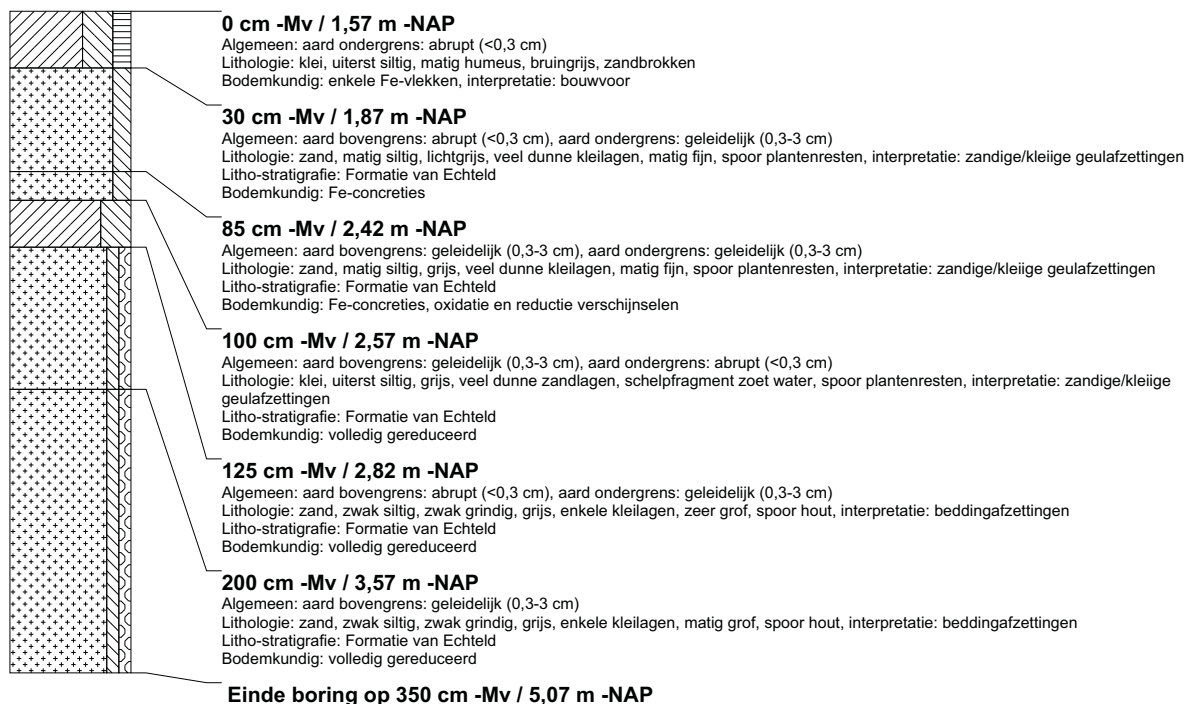 0 cm -Mv / 1,57 m -NAP
Algemeen: aard ondergrens: abrupt (<0,3 cm)
Lithologie: klei, uiterst siltig, matig humeus, bruingrijs, zandbrokken
Bodemkundig: enkele Fe-vlekken, interpretatie: bouwvoor
30 cm -Mv / 1,87 m -NAP
Algemeen: aard bovengrens: abrupt (<0,3 cm), aard ondergrens: geleidelijk (0,3-3 cm)
Lithologie: zand, matig siltig, lichtgrijs, veel dunne kleilagen, matig fijn, spoor plantenresten, interpretatie: zandige/kleiige geulafzettingen
Litho-stratigrafie: Formatie van Echteld
Bodemkundig: Fe-concreties
85 cm -Mv / 2,42 m -NAP
Algemeen: aard bovengrens: geleidelijk (0,3-3 cm), aard ondergrens: geleidelijk (0,3-3 cm)
Lithologie: zand, matig siltig, grijs, veel dunne kleilagen, matig fijn, spoor plantenresten, interpretatie: zandige/kleiige geulafzettingen
Litho-stratigrafie: Formatie van Echteld
Bodemkundig: Fe-concreties, oxidatie en reductie verschijnselen
100 cm -Mv / 2,57 m -NAP
Algemeen: aard bovengrens: geleidelijk (0,3-3 cm), aard ondergrens: abrupt (<0,3 cm)
Lithologie: klei, uiterst siltig, grijs, veel dunne zandlagen, schelpfragment zoet water, spoor plantenresten, interpretatie: zandige/kleiige
geulafzettingen
Litho-stratigrafie: Formatie van Echteld
Bodemkundig: volledig gereduceerd
125 cm -Mv / 2,82 m -NAP
Algemeen: aard bovengrens: abrupt (<0,3 cm), aard ondergrens: geleidelijk (0,3-3 cm)
Lithologie: zand, zwak siltig, zwak grindig, grijs, enkele kleilagen, zeer grof, spoor hout, interpretatie: beddingafzettingen
Litho-stratigrafie: Formatie van Echteld
Bodemkundig: volledig gereduceerd
200 cm -Mv / 3,57 m -NAP
Algemeen: aard bovengrens: geleidelijk (0,3-3 cm)
Lithologie: zand, zwak siltig, zwak grindig, grijs, enkele kleilagen, matig grof, spoor hout, interpretatie: beddingafzettingen
Litho-stratigrafie: Formatie van Echteld
Bodemkundig: volledig gereduceerd
Einde boring op 350 cm -Mv / 5,07 m -NAP